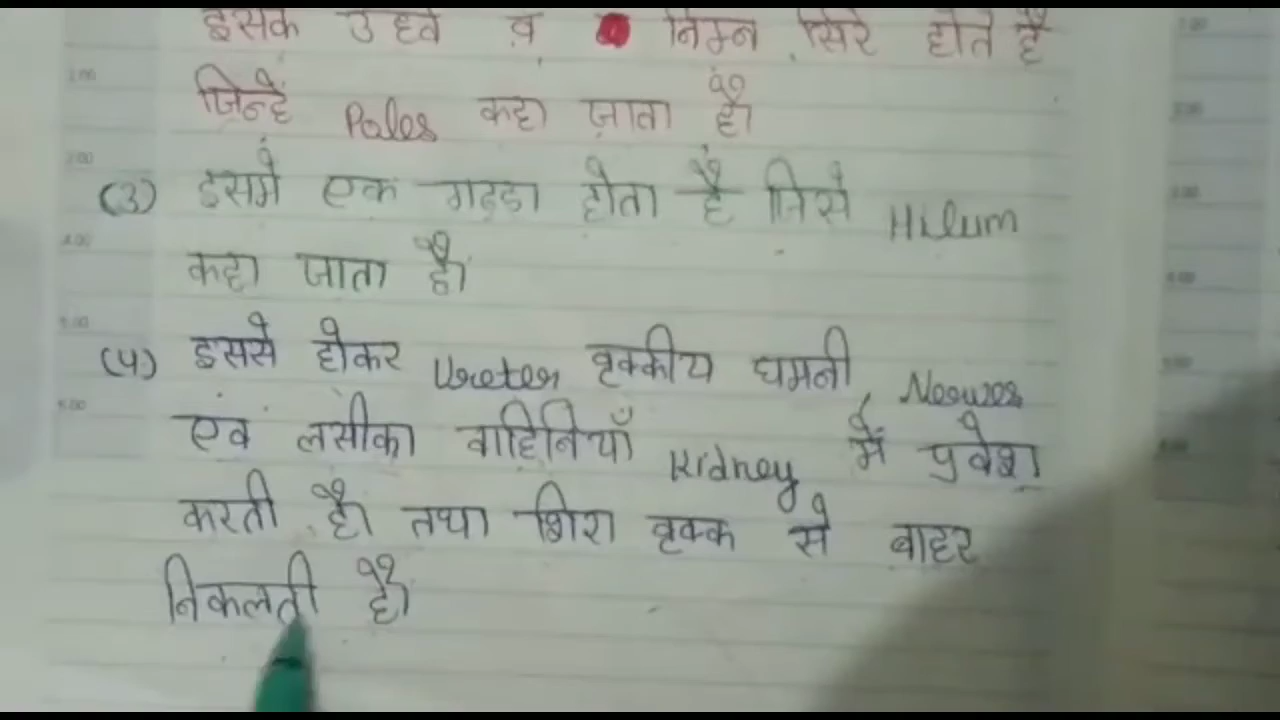 इसके उर्ध्व व निम्न सिरे होते है
जिन्हें Poles कहा जाता है।
(3) इसमे एक गड्डा होता है जिसे Hilum
कहा जाता है।
(4) इससे होकर Ureter वृक्कीय धमनी, Nerves
एवं लसीका वाहिनियाँ Kidney में प्रवेश
करती है। तथा शिरा वृक्क से बाहर
निकलती है।